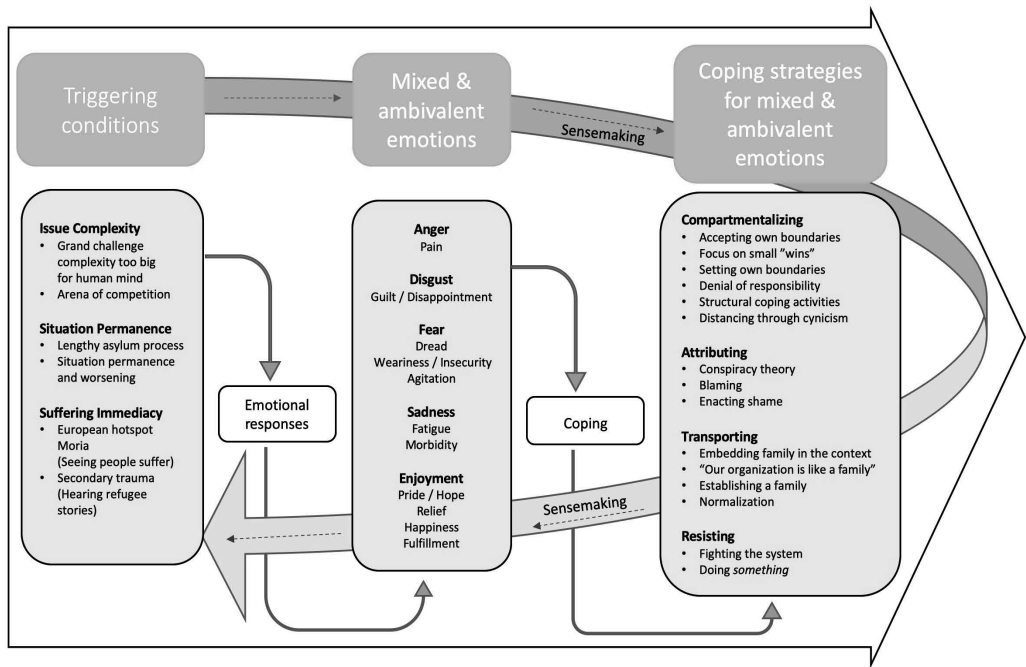 Triggering
conditions
Mixed &
ambivalent
emotions
Sensemaking
Coping strategies
for mixed &
ambivalent
emotions
Issue Complexity
• Grand challenge
complexity too big
for human mind
• Arena of competition
Situation Permanence
• Lengthy asylum process
• Situation permanence
and worsening
Suffering Immediacy
• European hotspot
Moria
(Seeing people suffer)
• Secondary trauma
(Hearing refugee
stories)
Emotional
responses
Anger
Pain
Disgust
Guilt / Disappointment
Fear
Dread
Weariness / Insecurity
Agitation
Sadness
Fatigue
Morbidity
Enjoyment
Pride / Hope
Relief
Happiness
Fulfillment
Coping
Sensemaking
Compartmentalizing
• Accepting own boundaries
• Focus on small "wins"
• Setting own boundaries
• Denial of responsibility
• Structural coping activities
• Distancing through cynicism
Attributing
• Conspiracy theory
• Blaming
• Enacting shame
Transporting
• Embedding family in the context
• “Our organization is like a family”
• Establishing a family
• Normalization
Resisting
• Fighting the system
• Doing something